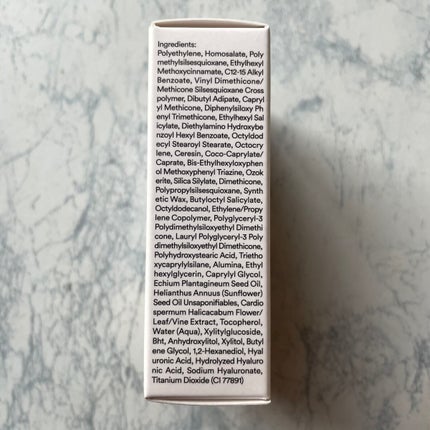 Ingredients:
Polyethylene, Homosalate, Poly
methylsilsesquioxane, Ethylhexyl
Methoxycinnamate, C12-15 Alkyl
Benzoate, Vinyl Dimethicone/
Methicone Silsesquioxane Cross
polymer, Dibutyl Adipate, Capryl
yl Methicone, Diphenylsiloxy Ph
enyl Trimethicone, Ethylhexyl Sal
icylate, Diethylamino Hydroxybe
nzoyl Hexyl Benzoate, Octyldod
ecyl Stearoyl Stearate, Octocry
lene, Ceresin, Coco-Caprylate/
Caprate, Bis-Ethylhexyloxyphen
ol Methoxyphenyl Triazine, Ozok
erite, Silica Silylate, Dimethicone,
Polypropylsilsesquioxane, Synth
etic Wax, Butyloctyl Salicylate,
Octyldodecanol, Ethylene/Propy
lene Copolymer, Polyglyceryl-3
Polydimethylsiloxyethyl Dimethi
cone, Lauryl Polyglyceryl-3 Poly
dimethylsiloxyethyl Dimethicone,
Polyhydroxystearic Acid, Trietho
xycaprylylsilane, Alumina, Ethyl
hexylglycerin, Caprylyl Glycol,
Echium Plantagineum Seed Oil,
Helianthus Annuus (Sunflower)
Seed Oil Unsaponifiables, Cardio
spermum Halicacabum Flower/
Leaf/Vine Extract, Tocopherol,
Water (Aqua), Xylitylglucoside,
Bht, Anhydroxylitol, Xylitol, Butyl
ene Glycol, 1,2-Hexanediol, Hyal
uronic Acid, Hydrolyzed Hyaluro
nic Acid, Sodium Hyaluronate,
Titanium Dioxide (CI 77891)